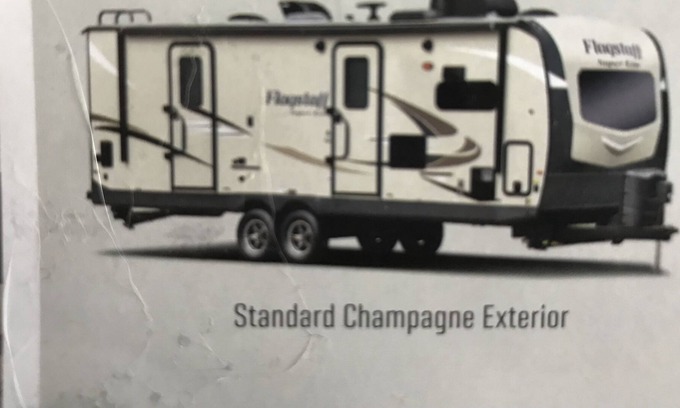 Flagstaff
Super Lite
Flagstaff
Super Lite
Standard Champagne Exterior